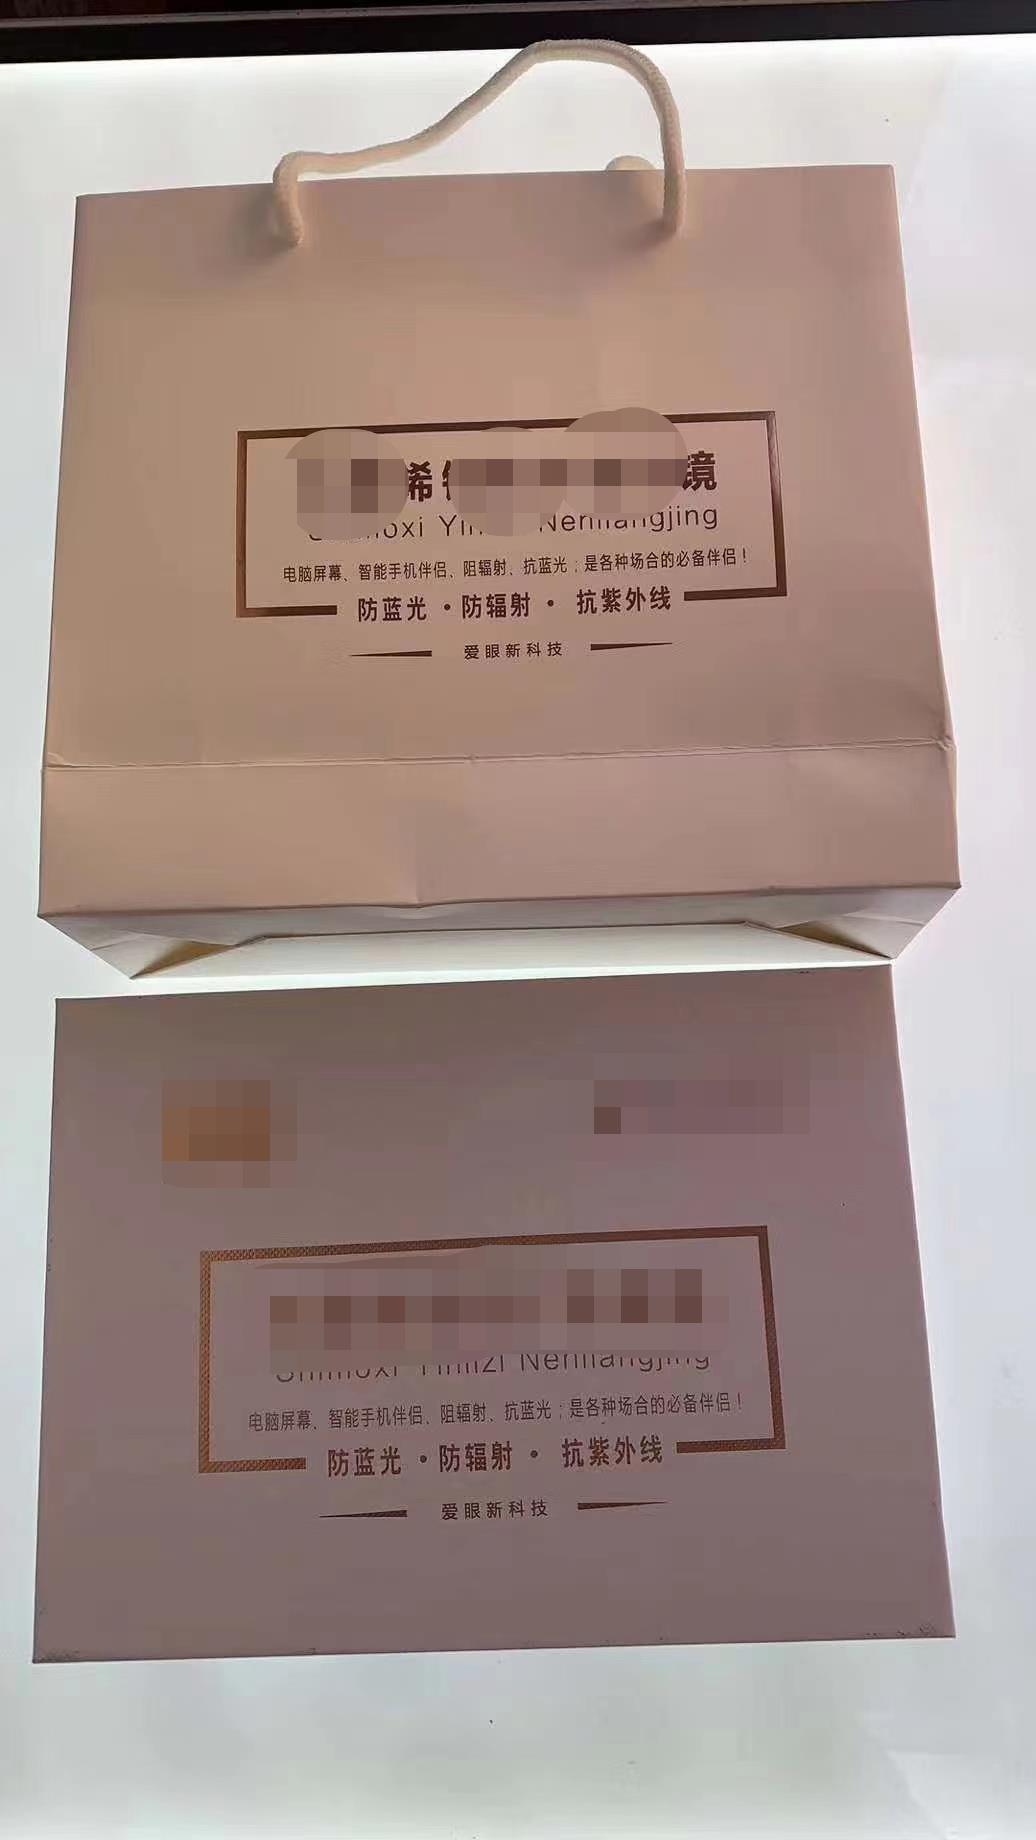 烯 镜
电脑屏幕、智能手机伴侣、阻辐射、抗蓝光；是各种场合的必备伴侣！
防蓝光 · 防辐射 · 抗紫外线
爱眼新科技
Yinlizi Nengliangjing
电脑屏幕、智能手机伴侣、阻辐射、抗蓝光；是各种场合的必备伴侣！
防蓝光 · 防辐射 · 抗紫外线
爱眼新科技